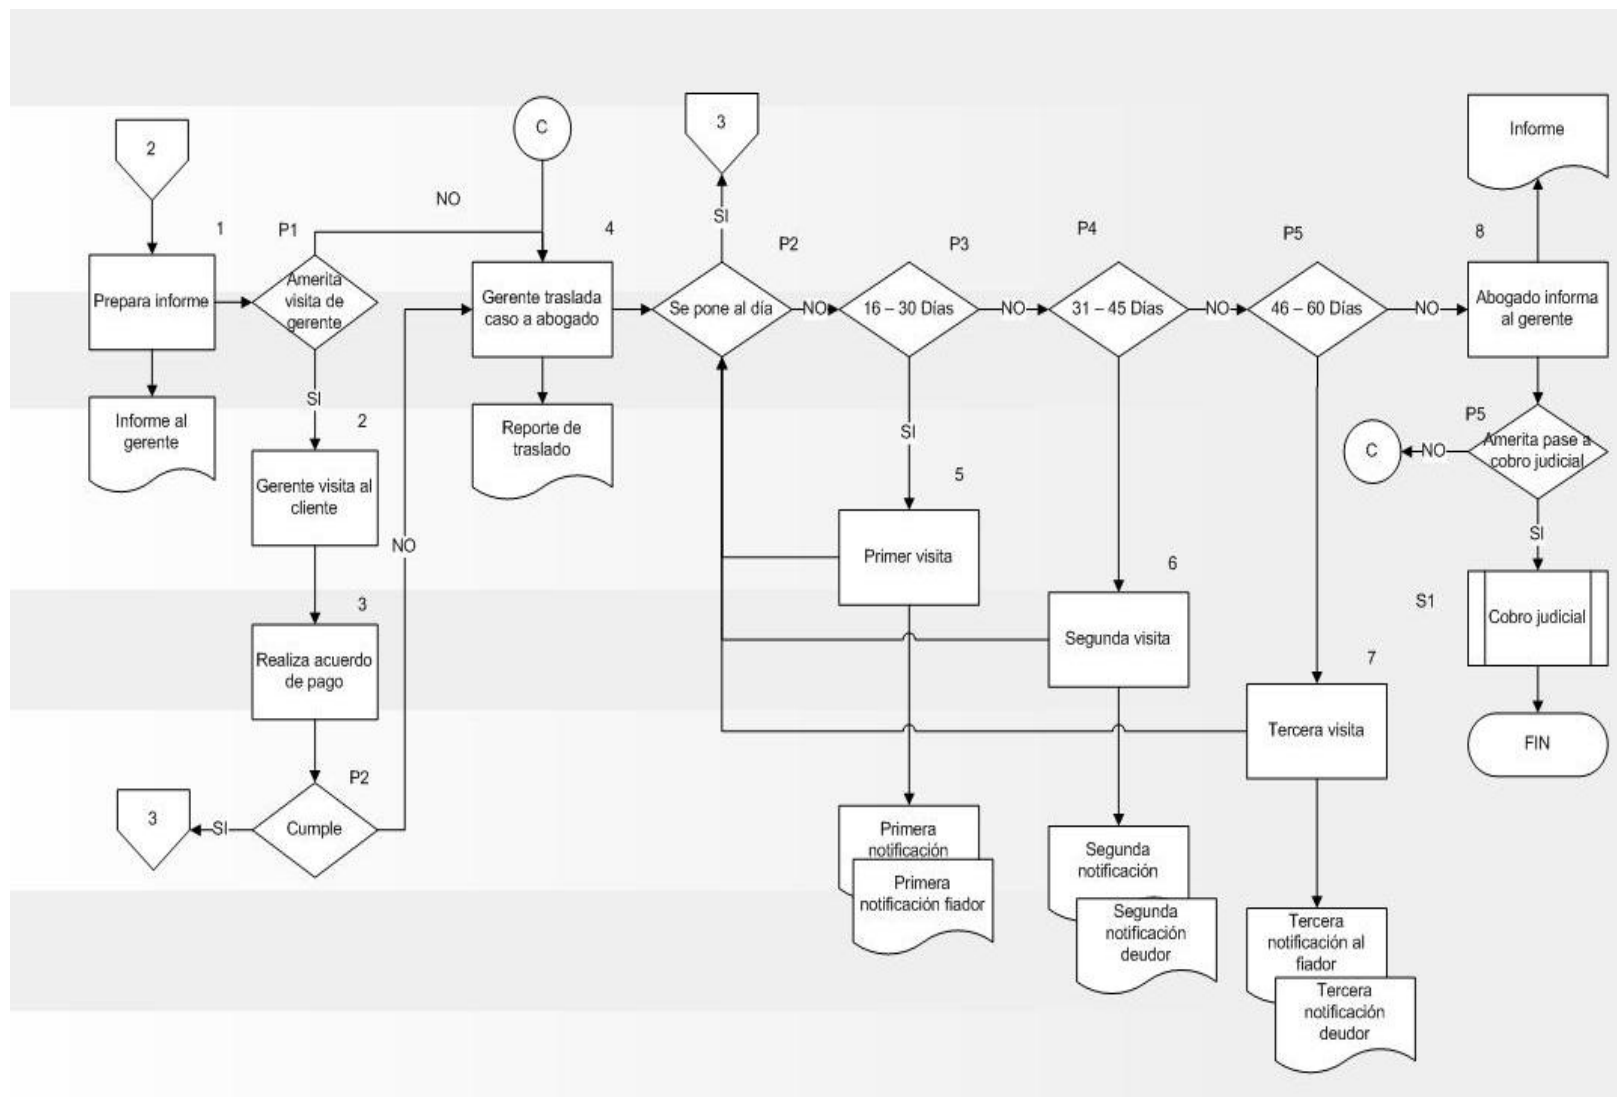 2
1
Prepara informe
Informe al
gerente
P1
NO
Amerita
visita de
gerente
SI
2
Gerente visita al
cliente
3
Realiza acuerdo
de pago
P2
Cumple
SI
3
NO
C
4
Gerente traslada
caso a abogado
Reporte de
traslado
3
SI
P2
Se pone al día
NO
P3
16 – 30 Días
NO
P4
31 – 45 Días
NO
P5
46 – 60 Días
NO
SI
5
Primer visita
Primera
notificación
Primera
notificación fiador
6
Segunda visita
Segunda
notificación
Segunda
notificación
deudor
7
Tercera visita
Tercera
notificación al
fiador
Tercera
notificación
deudor
Informe
8
Abogado informa
al gerente
P5
Amerita pase a
cobro judicial
NO
C
SI
S1
Cobro judicial
FIN